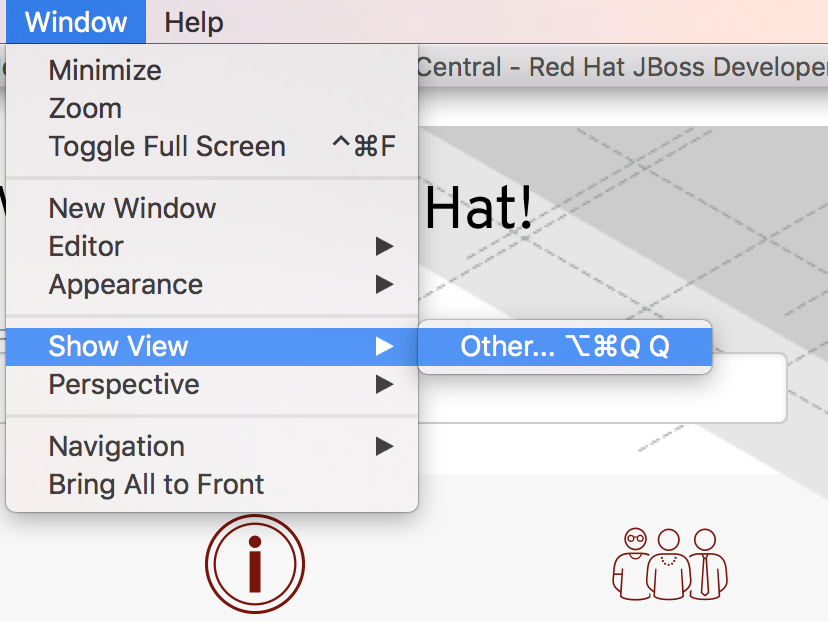 Window Help
Central - Red Hat JBoss Develope
Minimize
Zoom
Toggle Full Screen ^⌘F
Hat!
New Window
Editor ▶
Appearance ▶
Show View ▶ Other... ⌥⌘Q Q
Perspective ▶
Navigation ▶
Bring All to Front
i